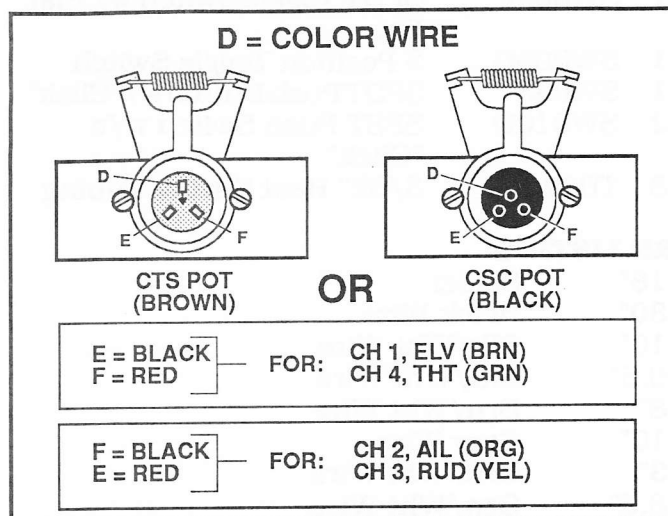 D = COLOR WIRE
D
E
F
D
E
F
CTS POT
(BROWN)
OR
CSC POT
(BLACK)
E = BLACK
F = RED
FOR:
CH 1, ELV (BRN)
CH 4, THT (GRN)
F = BLACK
E = RED
FOR:
CH 2, AIL (ORG)
CH 3, RUD (YEL)